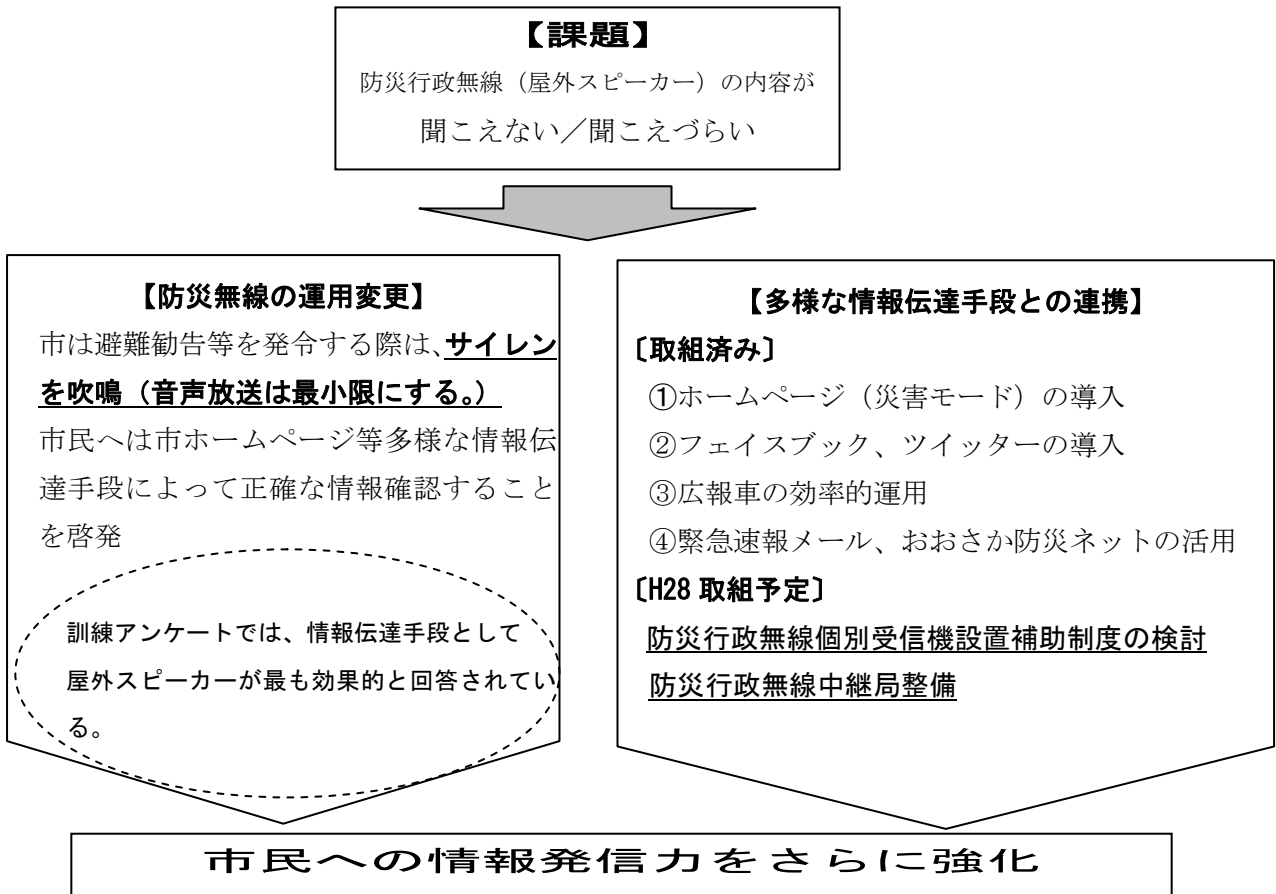 【課題】
防災行政無線（屋外スピーカー）の内容が
聞こえない／聞こえづらい
【防災無線の運用変更】
市は避難勧告等を発令する際は、サイレン
を吹鳴（音声放送は最小限にする。）
市民へは市ホームページ等多様な情報伝
達手段によって正確な情報確認すること
を啓発
訓練アンケートでは、情報伝達手段として
屋外スピーカーが最も効果的と回答されてい
る。
【多様な情報伝達手段との連携】
〔取組済み〕
①ホームページ（災害モード）の導入
②フェイスブック、ツイッターの導入
③広報車の効率的運用
④緊急速報メール、おおさか防災ネットの活用
〔H28 取組予定〕
防災行政無線個別受信機設置補助制度の検討
防災行政無線中継局整備
市民への情報発信力をさらに強化